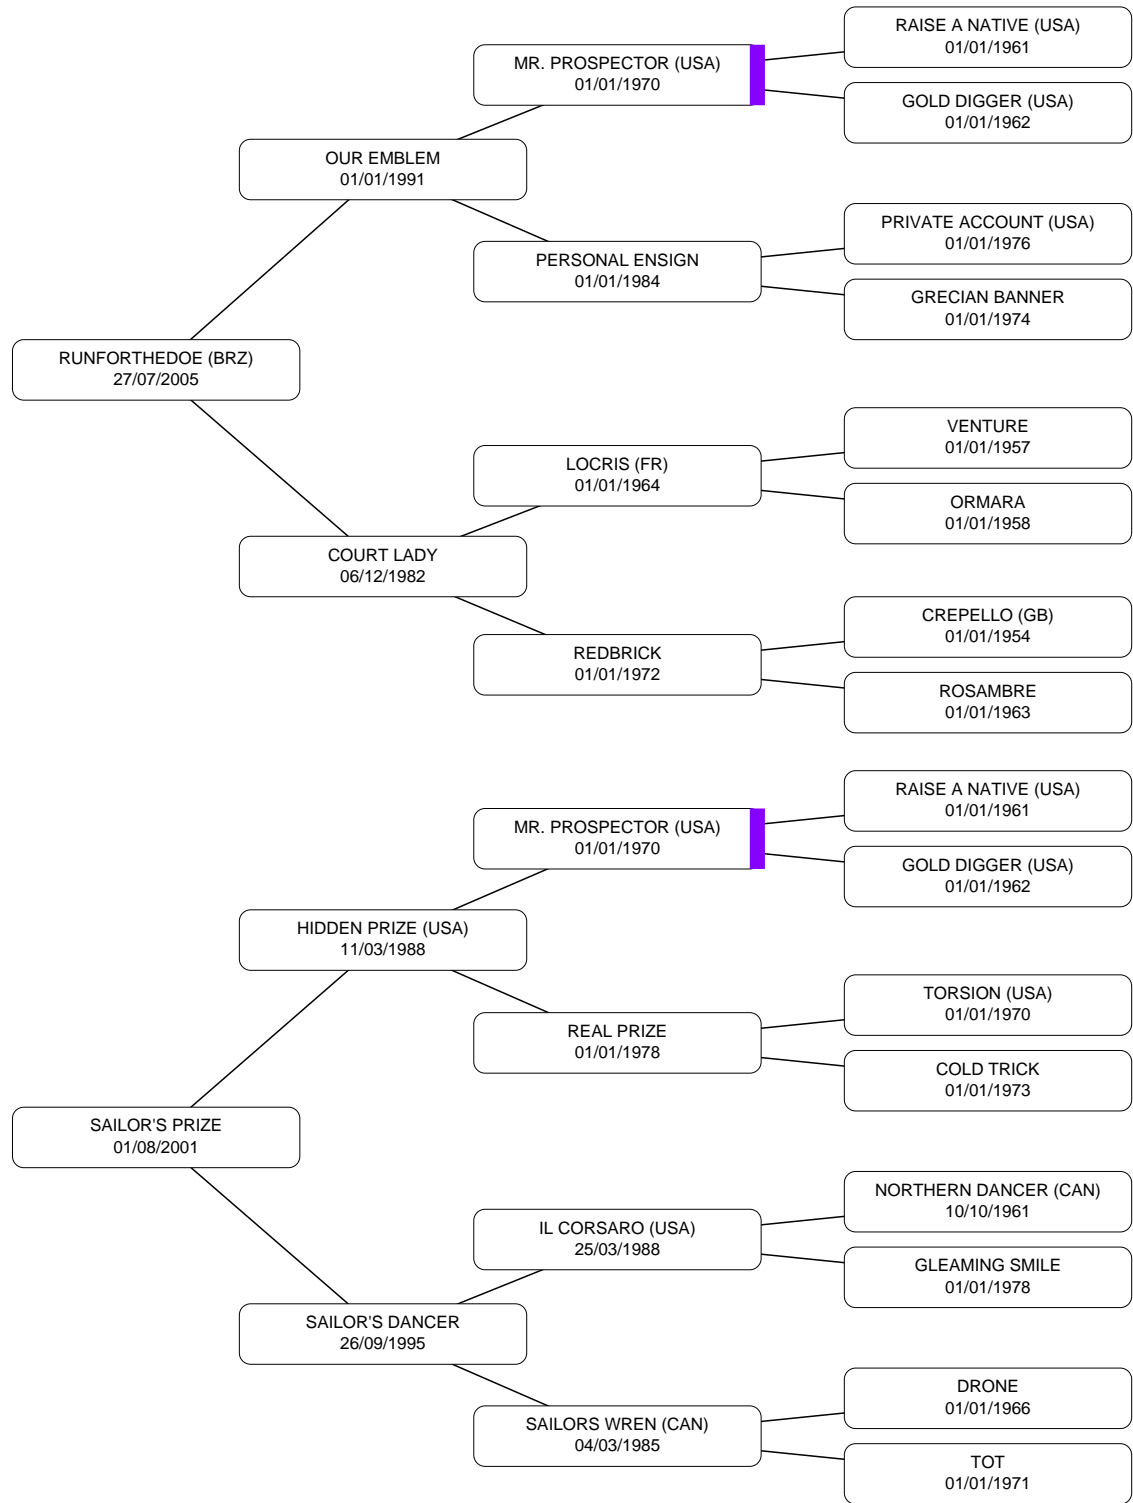 RAISE A NATIVE (USA)
01/01/1961
MR. PROSPECTOR (USA)
01/01/1970
GOLD DIGGER (USA)
01/01/1962
OUR EMBLEM
01/01/1991
PRIVATE ACCOUNT (USA)
01/01/1976
PERSONAL ENSIGN
01/01/1984
GRECIAN BANNER
01/01/1974
RUNFORTHEDOE (BRZ)
27/07/2005
VENTURE
01/01/1957
LOCRIS (FR)
01/01/1964
ORMARA
01/01/1958
COURT LADY
06/12/1982
CREPELLO (GB)
01/01/1954
REDBRICK
01/01/1972
ROSAMBRE
01/01/1963
RAISE A NATIVE (USA)
01/01/1961
MR. PROSPECTOR (USA)
01/01/1970
GOLD DIGGER (USA)
01/01/1962
HIDDEN PRIZE (USA)
11/03/1988
TORSION (USA)
01/01/1970
REAL PRIZE
01/01/1978
COLD TRICK
01/01/1973
SAILOR'S PRIZE
01/08/2001
NORTHERN DANCER (CAN)
10/10/1961
IL CORSARO (USA)
25/03/1988
GLEAMING SMILE
01/01/1978
SAILOR'S DANCER
26/09/1995
DRONE
01/01/1966
SAILORS WREN (CAN)
04/03/1985
TOT
01/01/1971